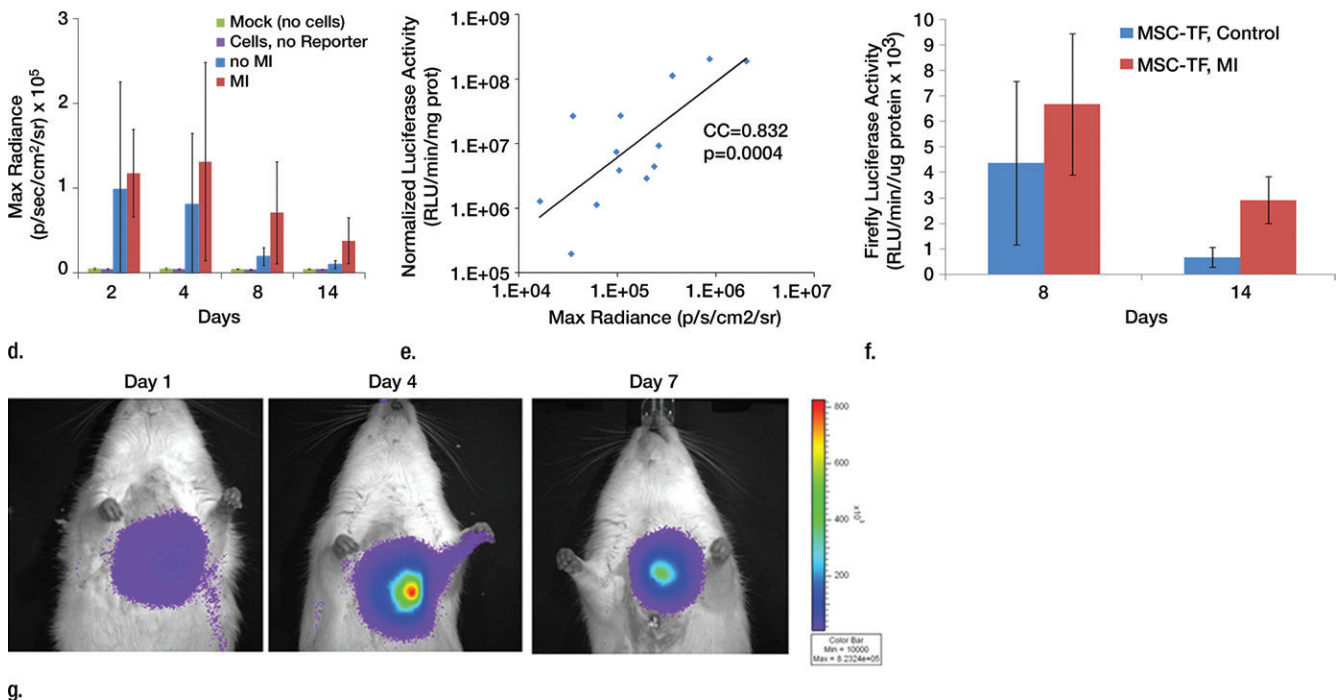 Mock (no cells)
Cells, no Reporter
no MI
MI
Max Radiance
(p/sec/cm²/sr) x 10⁵
3
2
1
0
2 4 8 14
Days
d.
Normalized Luciferase Activity
(RLU/min/mg prot)
1.E+09
1.E+08
1.E+07
1.E+06
1.E+05
CC=0.832
p=0.0004
1.E+04 1.E+05 1.E+06 1.E+07
Max Radiance (p/s/cm2/sr)
e.
Firefly Luciferase Activity
(RLU/min//ug protein x 10³)
10
9
8
7
6
5
4
3
2
1
0
MSC-TF, Control
MSC-TF, MI
8 14
Days
f.
Day 1 Day 4 Day 7
800
600
400
200
Color Bar
Min = 10000
Max = 8.2324e+05
g.